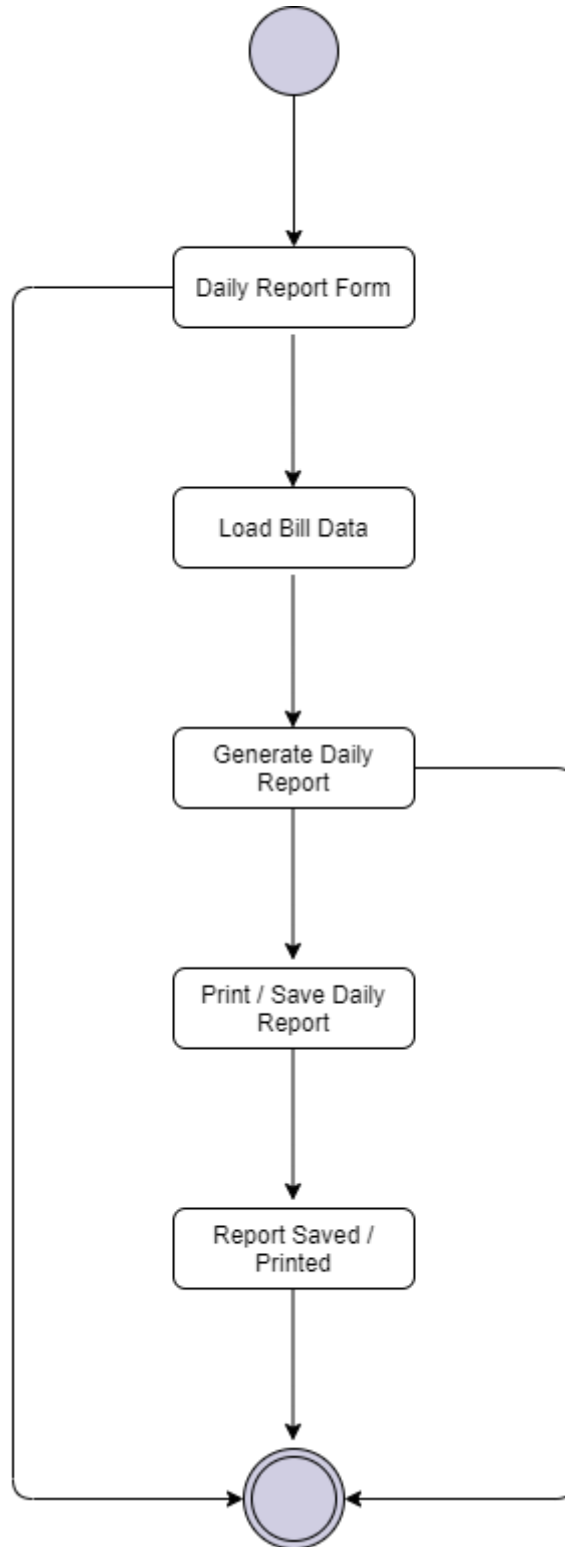 Daily Report Form
Load Bill Data
Generate Daily
Report
Print / Save Daily
Report
Report Saved /
Printed